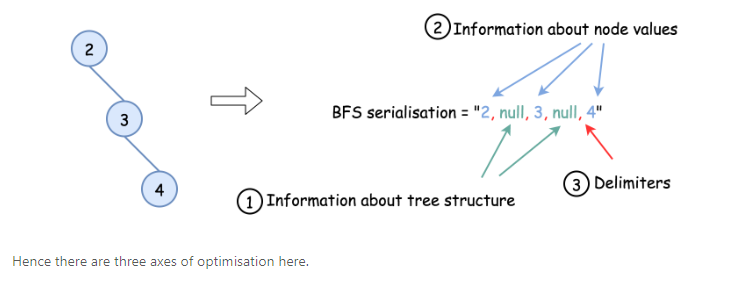 ② Information about node values
2
BFS serialisation = "2, null, 3, null, 4"
3
③ Delimiters
4
① Information about tree structure
Hence there are three axes of optimisation here.